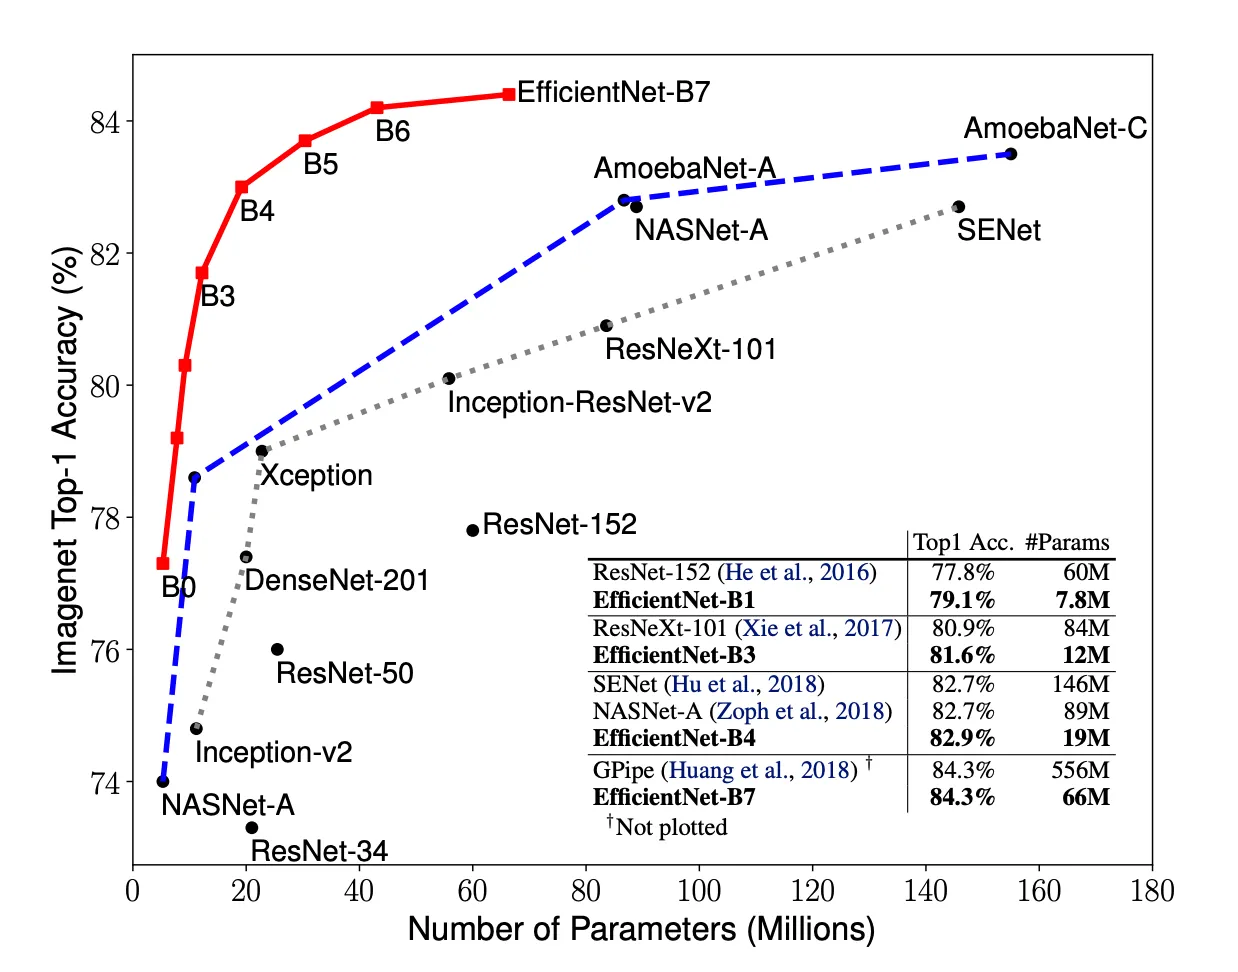 EfficientNet-B7
84
AmoebaNet-C
B6
B5
AmoebaNet-A
B4
NASNet-A
SENet
82
B3
ResNeXt-101
80
Inception-ResNet-v2
Xception
78
ResNet-152
B0
DenseNet-201
76
ResNet-50
Inception-v2
74
NASNet-A
ResNet-34
Imagenet Top-1 Accuracy (%)
Top1 Acc. #Params
ResNet-152 (He et al., 2016) 77.8% 60M
EfficientNet-B1 79.1% 7.8M
ResNeXt-101 (Xie et al., 2017) 80.9% 84M
EfficientNet-B3 81.6% 12M
SENet (Hu et al., 2018) 82.7% 146M
NASNet-A (Zoph et al., 2018) 82.7% 89M
EfficientNet-B4 82.9% 19M
GPipe (Huang et al., 2018) † 84.3% 556M
EfficientNet-B7 84.3% 66M
†Not plotted
0 20 40 60 80 100 120 140 160 180
Number of Parameters (Millions)